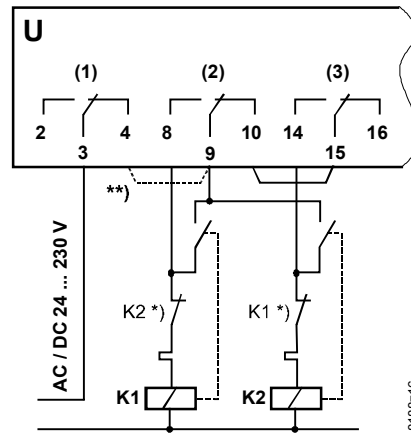 U
(1) (2) (3)
2 4 8 10 14 16
3 9 15
**)
AC / DC 24 ... 230 V
K2 *) K1 *)
K1 K2